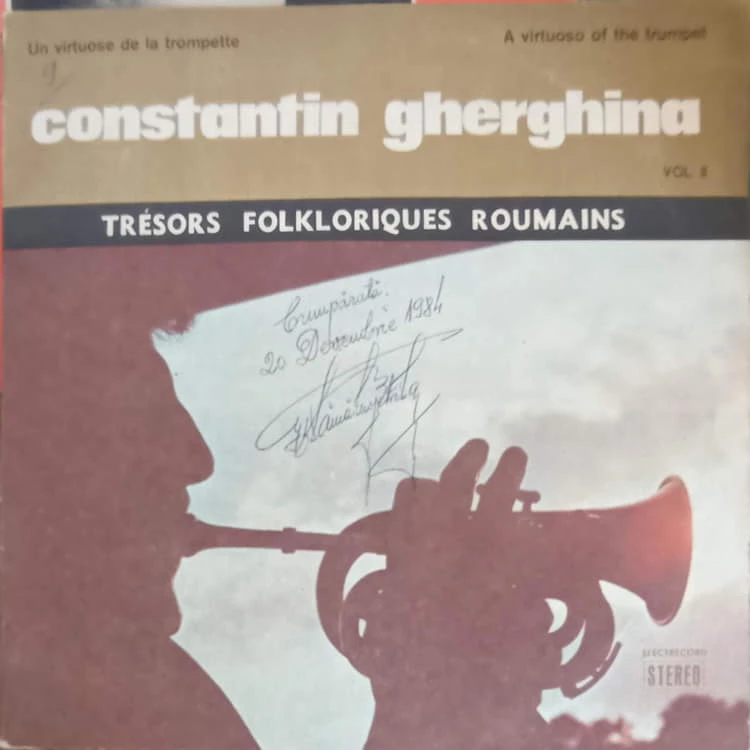 Un virtuose de la trompette
A virtuoso of the trumpet
9
constantin gherghina
VOL. II
TRÉSORS FOLKLORIQUES ROUMAINS
Cumpărată:
20 Decembrie 1984
ELECTRECORD
STEREO